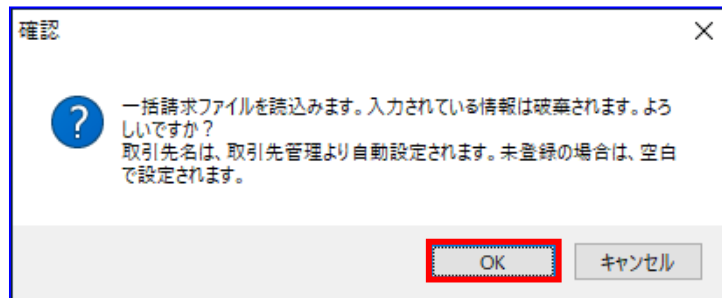 確認
一括請求ファイルを読込みます。入力されている情報は破棄されます。よろ
しいですか？
取引先名は、取引先管理より自動設定されます。未登録の場合は、空白
で設定されます。
OK
キャンセル